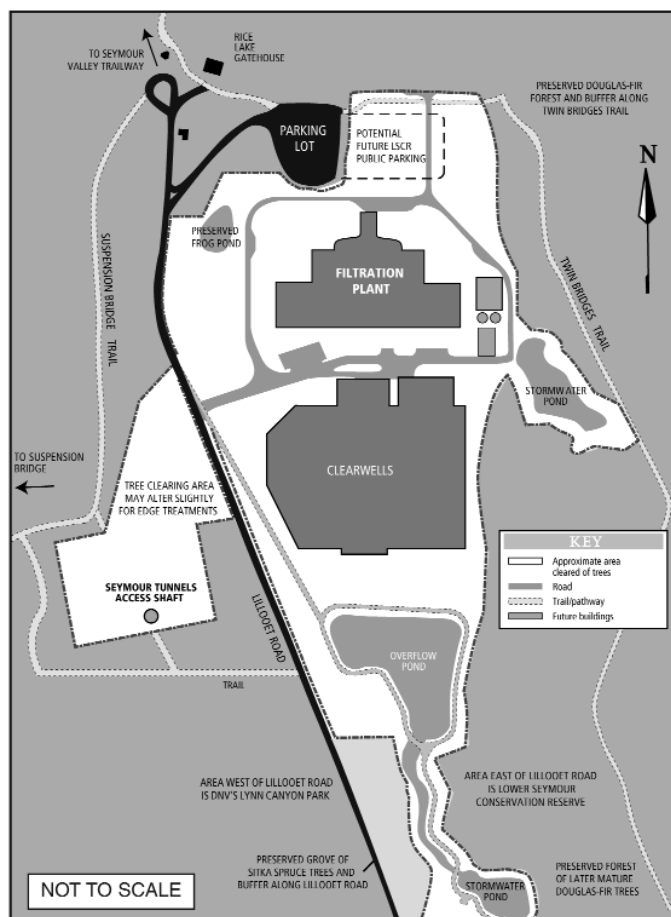 TO SEYMOUR
VALLEY TRAILWAY
RICE
LAKE
GATEHOUSE
PRESERVED DOUGLAS-FIR
FOREST AND BUFFER ALONG
TWIN BRIDGES TRAIL
PARKING
LOT
POTENTIAL
FUTURE LSCR
PUBLIC PARKING
N
PRESERVED
FROG POND
SUSPENSION BRIDGE TRAIL
FILTRATION
PLANT
TWIN BRIDGES TRAIL
STORMWATER
POND
TO SUSPENSION
BRIDGE
CLEARWELLS
TREE CLEARING AREA
MAY ALTER SLIGHTLY
FOR EDGE TREATMENTS
KEY
Approximate area
cleared of trees
Road
Trail/pathway
Future buildings
SEYMOUR TUNNELS
ACCESS SHAFT
LILLOOET ROAD
OVERFLOW
POND
TRAIL
AREA WEST OF LILLOOET ROAD
IS DNV'S LYNN CANYON PARK
AREA EAST OF LILLOOET ROAD
IS LOWER SEYMOUR
CONSERVATION RESERVE
PRESERVED GROVE OF
SITKA SPRUCE TREES AND
BUFFER ALONG LILLOOET ROAD
PRESERVED FOREST
OF LATER MATURE
DOUGLAS-FIR TREES
STORMWATER
POND
NOT TO SCALE